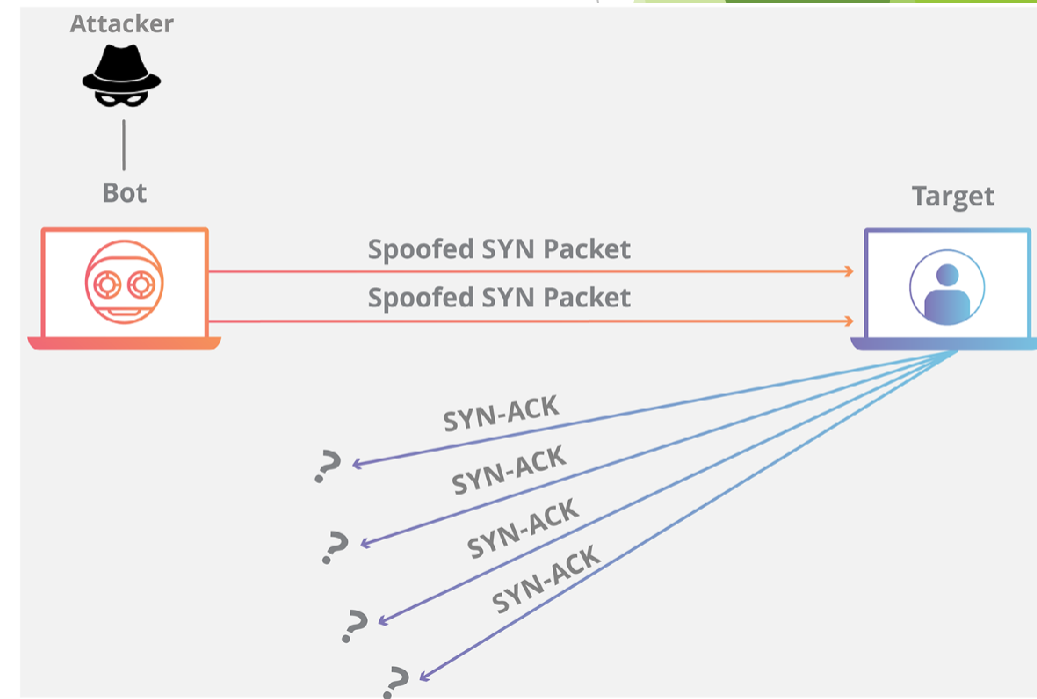 Attacker
Bot
Target
Spoofed SYN Packet
Spoofed SYN Packet
SYN-ACK
?
SYN-ACK
?
SYN-ACK
?
SYN-ACK
?